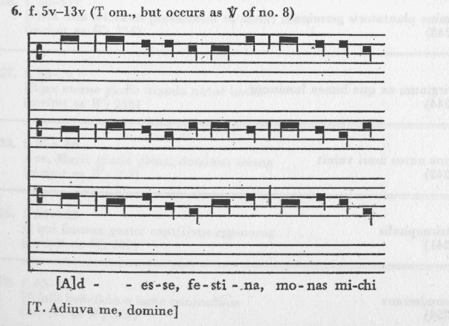 6. f. 5v–13v (T om., but occurs as V̸ of no. 8)
[A]d - - es-se, fe-sti -.na, mo-nas mi-chi
[T. Adiuva me, domine]